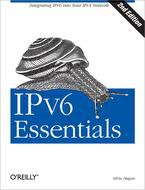 Integrating IPv6 into Your IPv4 Network
2nd Edition
IPv6
Essentials
O'REILLY®
Silvia Hagen